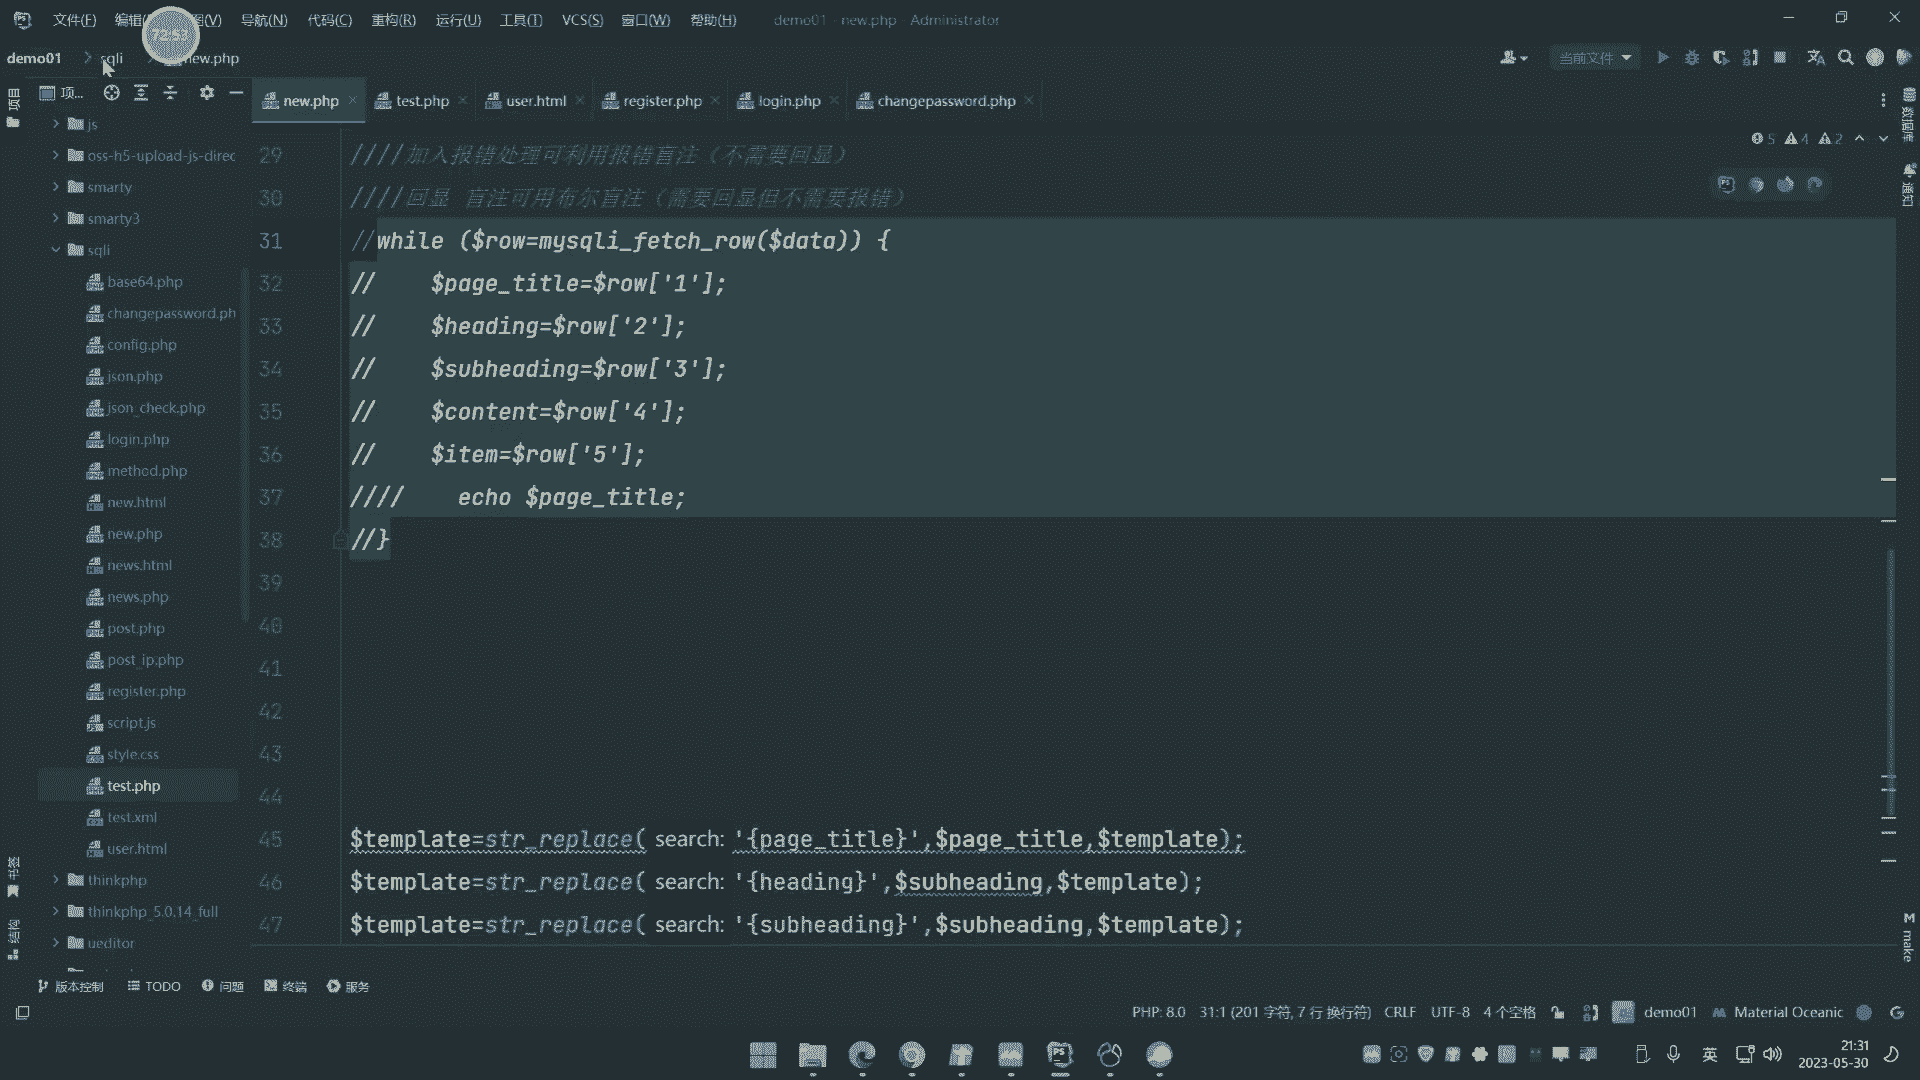 文件(F) 编辑 图(V) 导航(N) 代码(C) 重构(R) 运行(U) 工具(T) VCS(S) 窗口(W) 帮助(H) demo01 - new.php - Administrator
72:53
demo01 sqli new.php 当前文件
项目 项... new.php test.php user.html register.php login.php changepassword.php
数据库
通知
5 4 2
js
oss-h5-upload-js-direc
smarty
smarty3
sqli
base64.php
changepassword.ph
config.php
json.php
json_check.php
login.php
method.php
new.html
new.php
news.html
news.php
post.php
post_ip.php
register.php
script.js
style.css
test.php
test.xml
user.html
thinkphp
thinkphp_5.0.14_full
ueditor
29 ////加入报错处理可利用报错盲注（不需要回显）
30 ////回显 盲注可用布尔盲注（需要回显但不需要报错）
31 //while ($row=mysqli_fetch_row($data)) {
32 //    $page_title=$row['1'];
33 //    $heading=$row['2'];
34 //    $subheading=$row['3'];
35 //    $content=$row['4'];
36 //    $item=$row['5'];
37 ////    echo $page_title;
38 //}
39
40
41
42
43
44
45 $template=str_replace( search: '{page_title}',$page_title,$template);
46 $template=str_replace( search: '{heading}',$subheading,$template);
47 $template=str_replace( search: '{subheading}',$subheading,$template);
书签
结构
make
版本控制 TODO 问题 终端 服务
PHP: 8.0 31:1 (201 字符, 7 行 换行符) CRLF UTF-8 4 个空格 demo01 Material Oceanic
英 21:31
2023-05-30